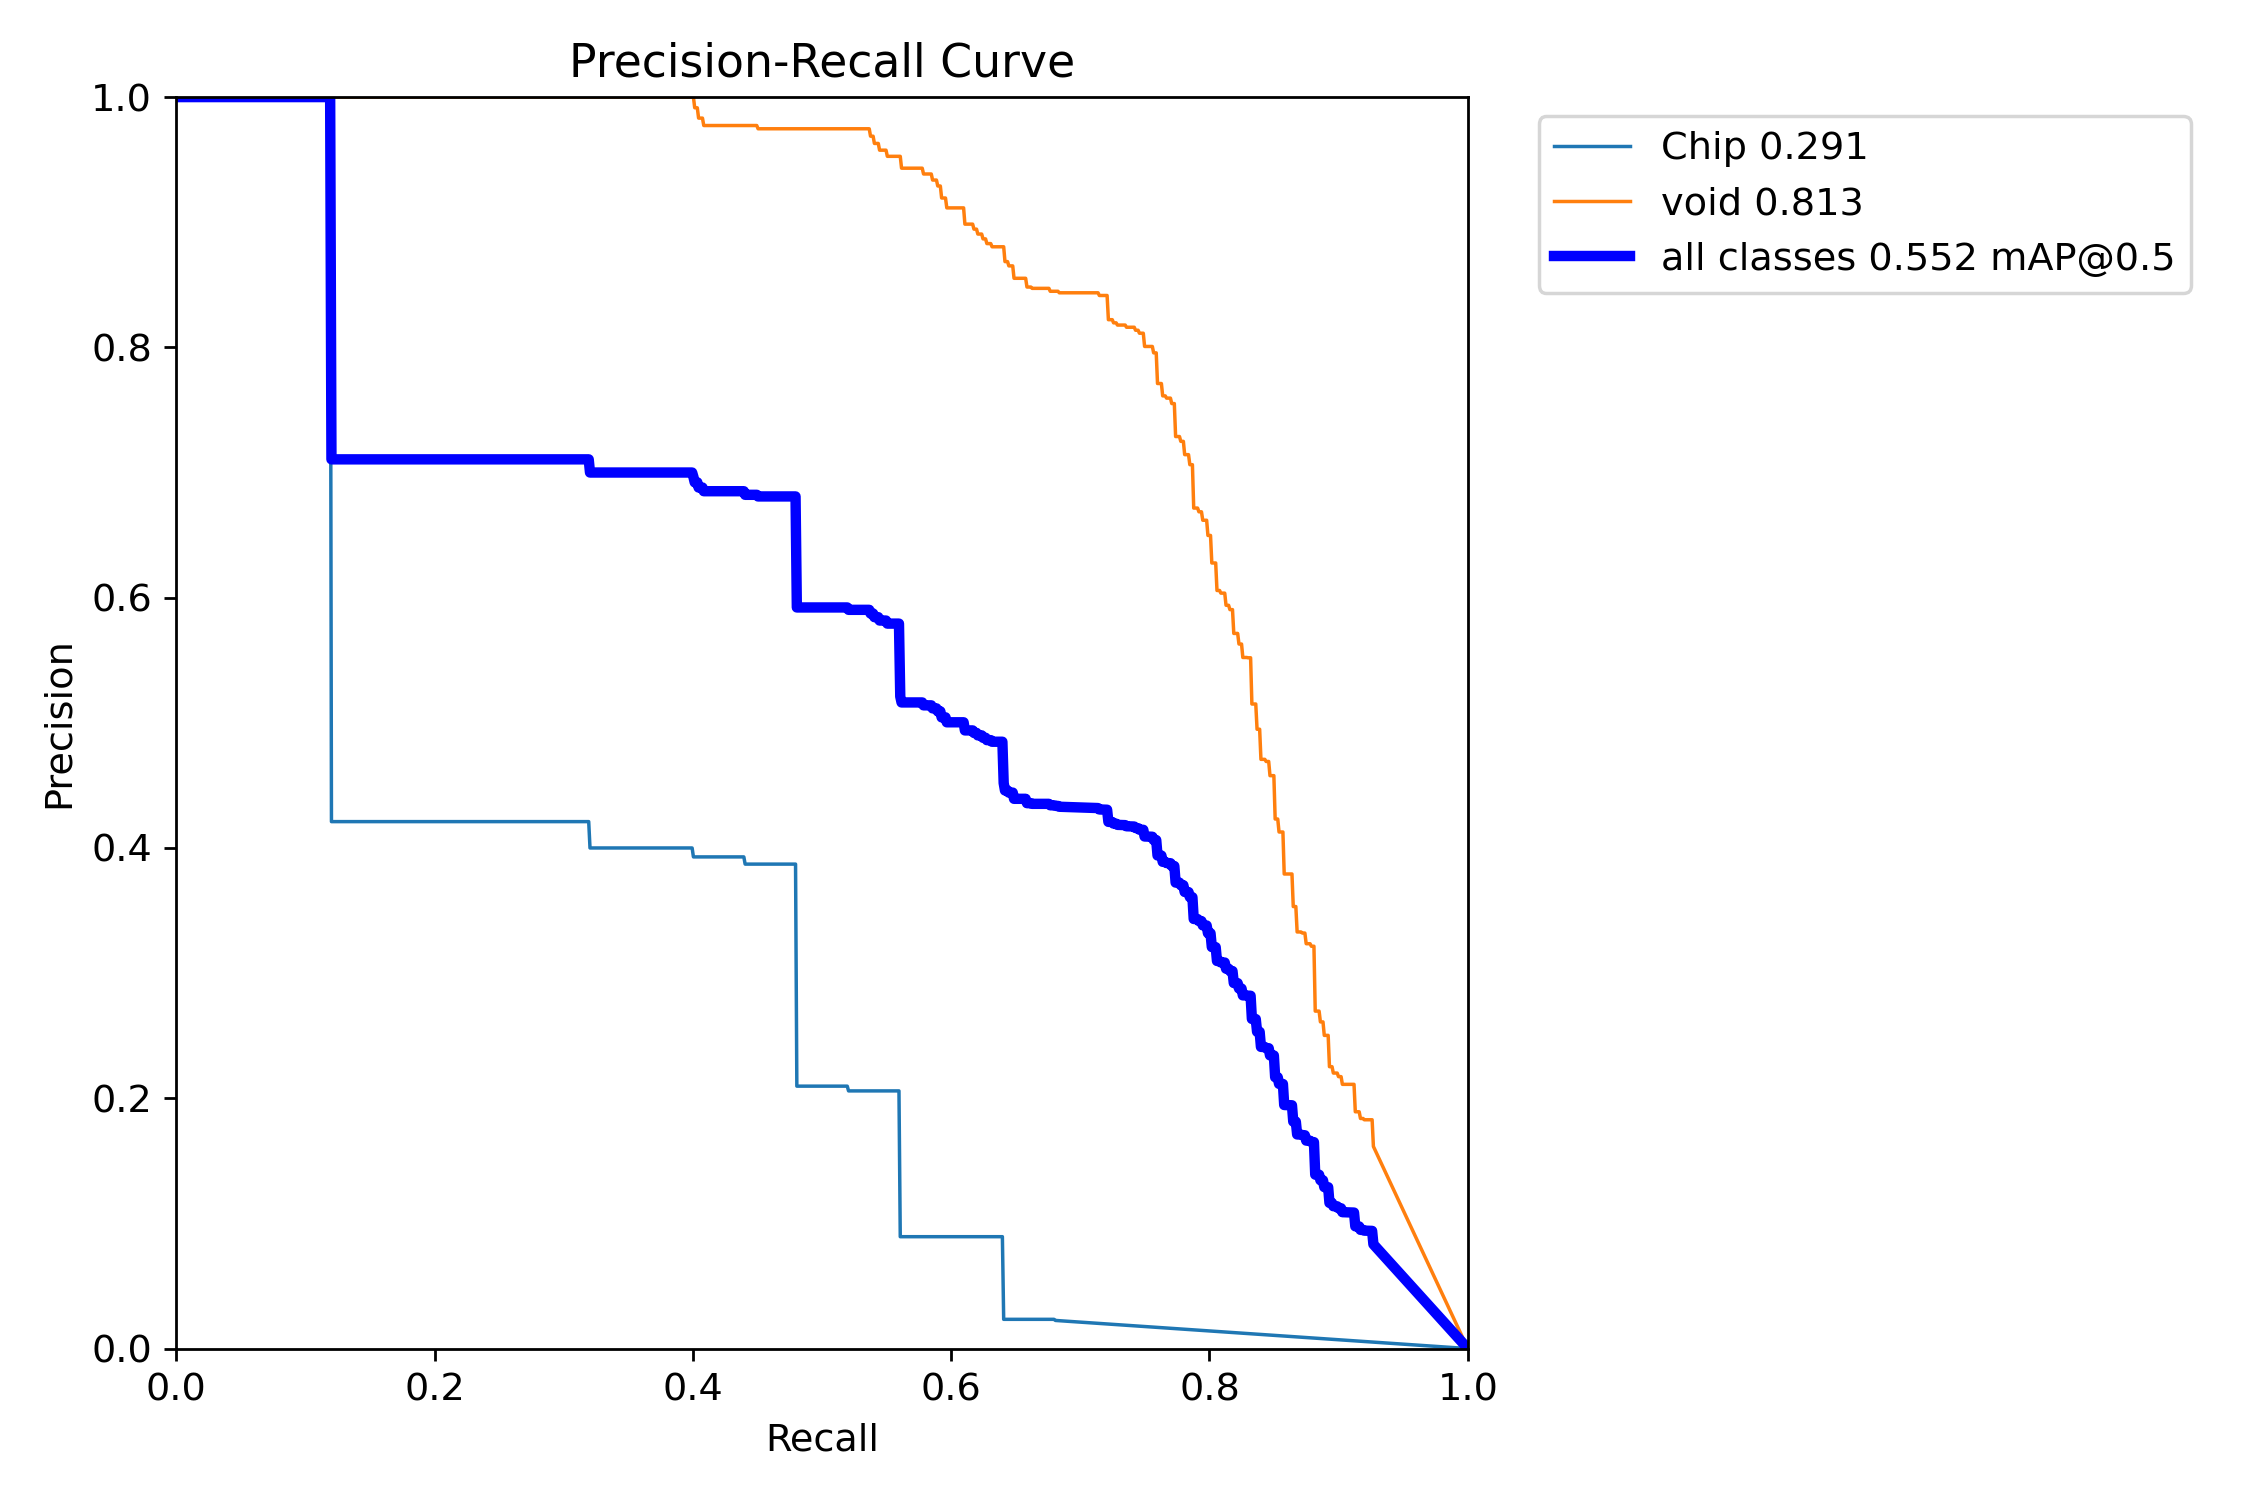 Precision-Recall Curve
1.0
0.8
0.6
0.4
0.2
0.0
Precision
0.0 0.2 0.4 0.6 0.8 1.0
Recall
Chip 0.291
void 0.813
all classes 0.552 mAP@0.5